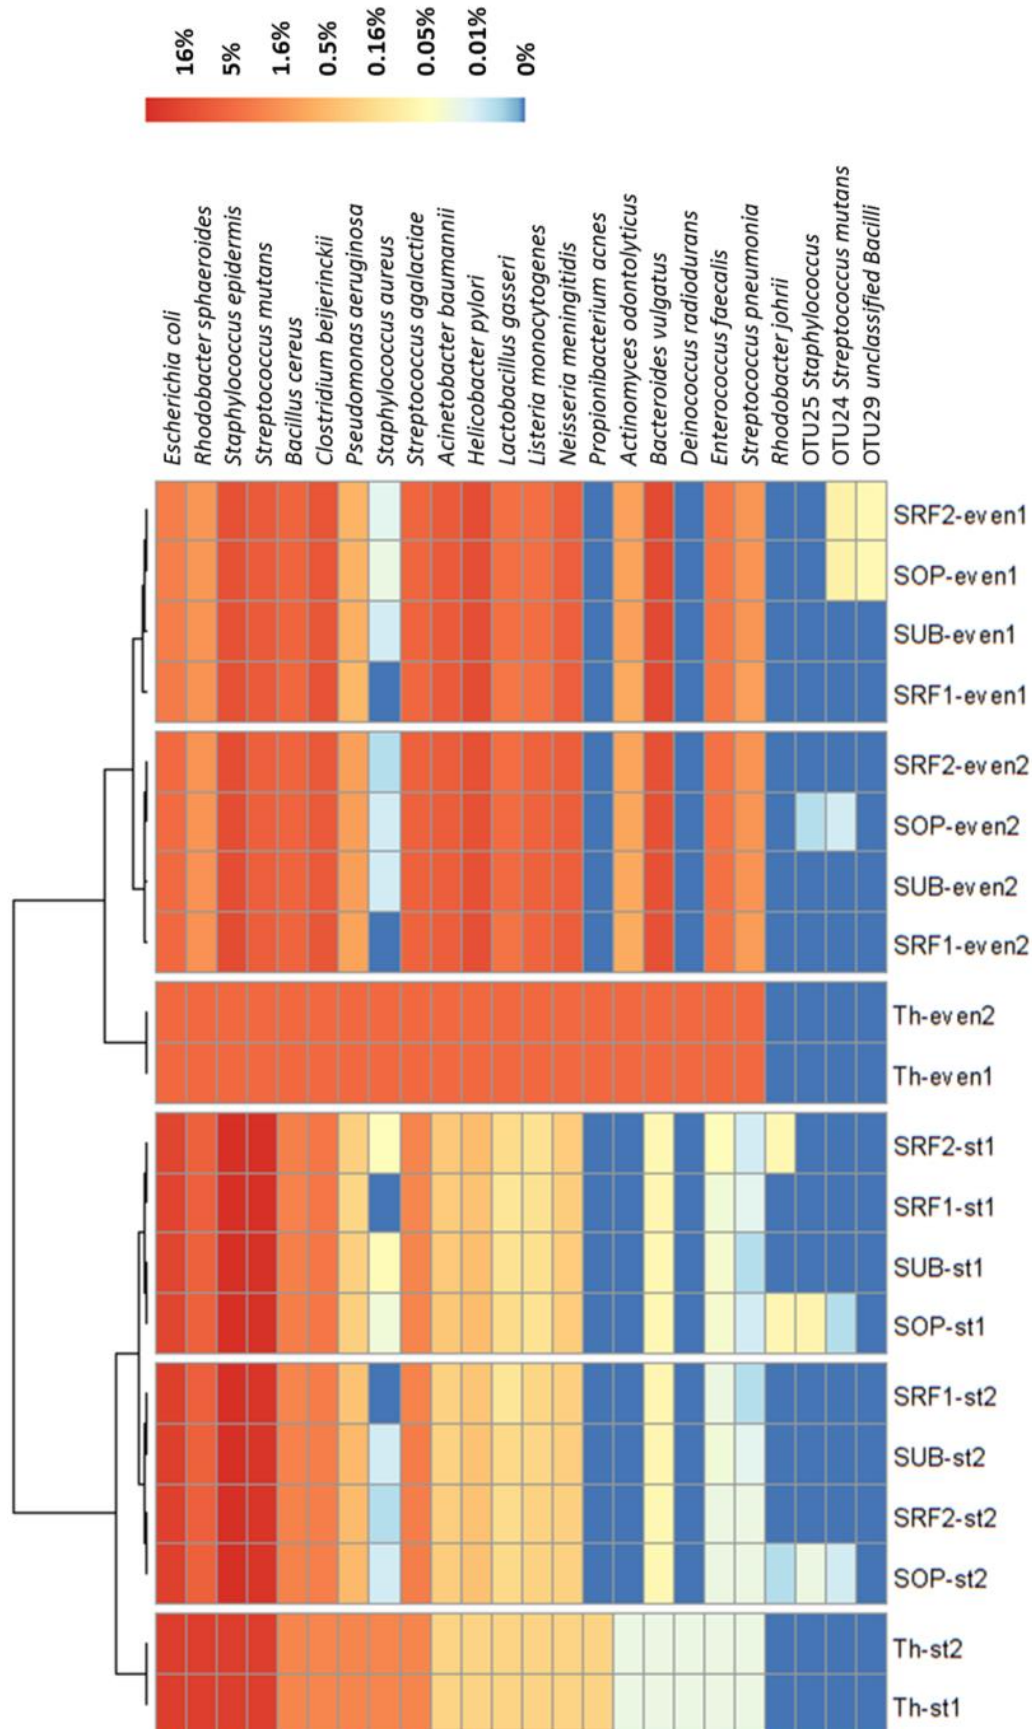 16%
5%
1.6%
0.5%
0.16%
0.05%
0.01%
0%
Escherichia coli
Rhodobacter sphaeroides
Staphylococcus epidermis
Streptococcus mutans
Bacillus cereus
Clostridium beijerinckii
Pseudomonas aeruginosa
Staphylococcus aureus
Streptococcus agalactiae
Acinetobacter baumannii
Helicobacter pylori
Lactobacillus gasseri
Listeria monocytogenes
Neisseria meningitidis
Propionibacterium acnes
Actinomyces odontolyticus
Bacteroides vulgatus
Deinococcus radiodurans
Enterococcus faecalis
Streptococcus pneumonia
Rhodobacter johrii
OTU25 Staphylococcus
OTU24 Streptococcus mutans
OTU29 unclassified Bacilli
SRF2-even1
SOP-even1
SUB-even1
SRF1-even1
SRF2-even2
SOP-even2
SUB-even2
SRF1-even2
Th-even2
Th-even1
SRF2-st1
SRF1-st1
SUB-st1
SOP-st1
SRF1-st2
SUB-st2
SRF2-st2
SOP-st2
Th-st2
Th-st1